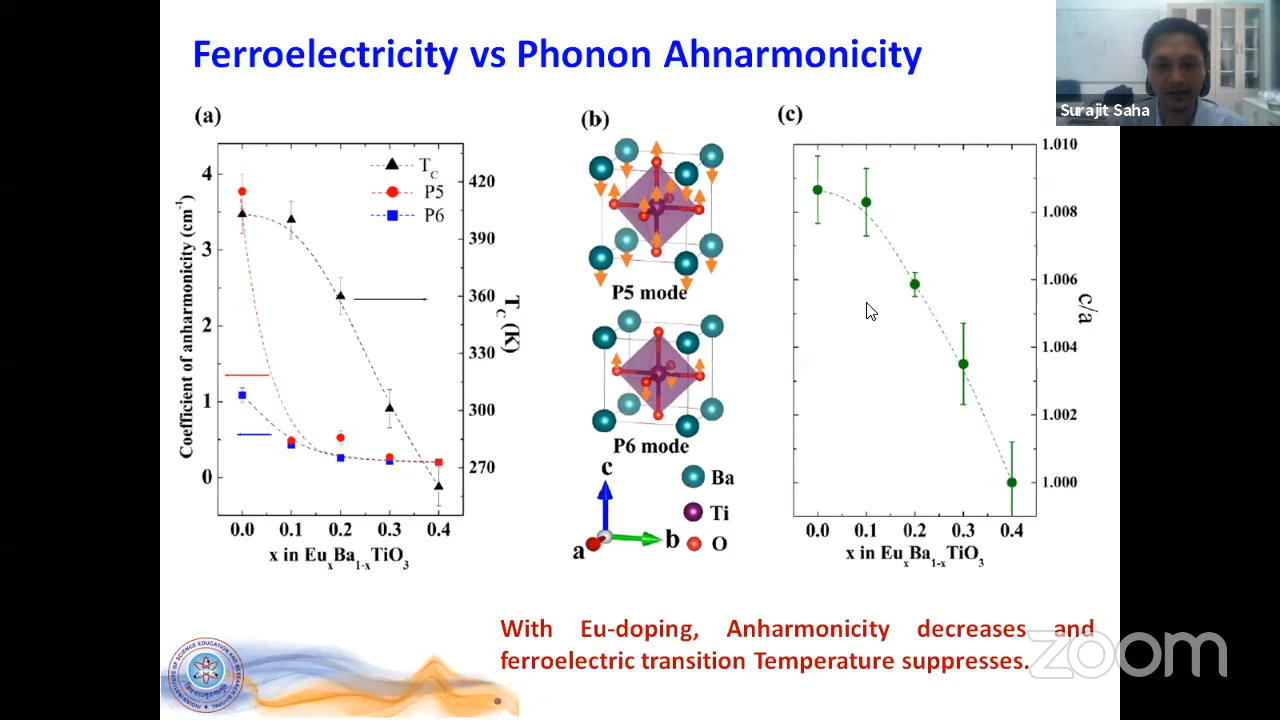 Ferroelectricity vs Phonon Ahnarmonicity
Surajit Saha
(a)
(b)
(c)
T_C
P5
P6
Coefficient of anharmonicity (cm⁻¹)
4
3
2
1
0
420
390
360
330
300
270
T_C (K)
0.0 0.1 0.2 0.3 0.4
x in EuₓBa₁₋ₓTiO₃
P5 mode
P6 mode
c
b
a
Ba
Ti
O
1.010
1.008
1.006
1.004
1.002
1.000
c/a
0.0 0.1 0.2 0.3 0.4
x in EuₓBa₁₋ₓTiO₃
With Eu-doping, Anharmonicity decreases and
ferroelectric transition Temperature suppresses.
zoom